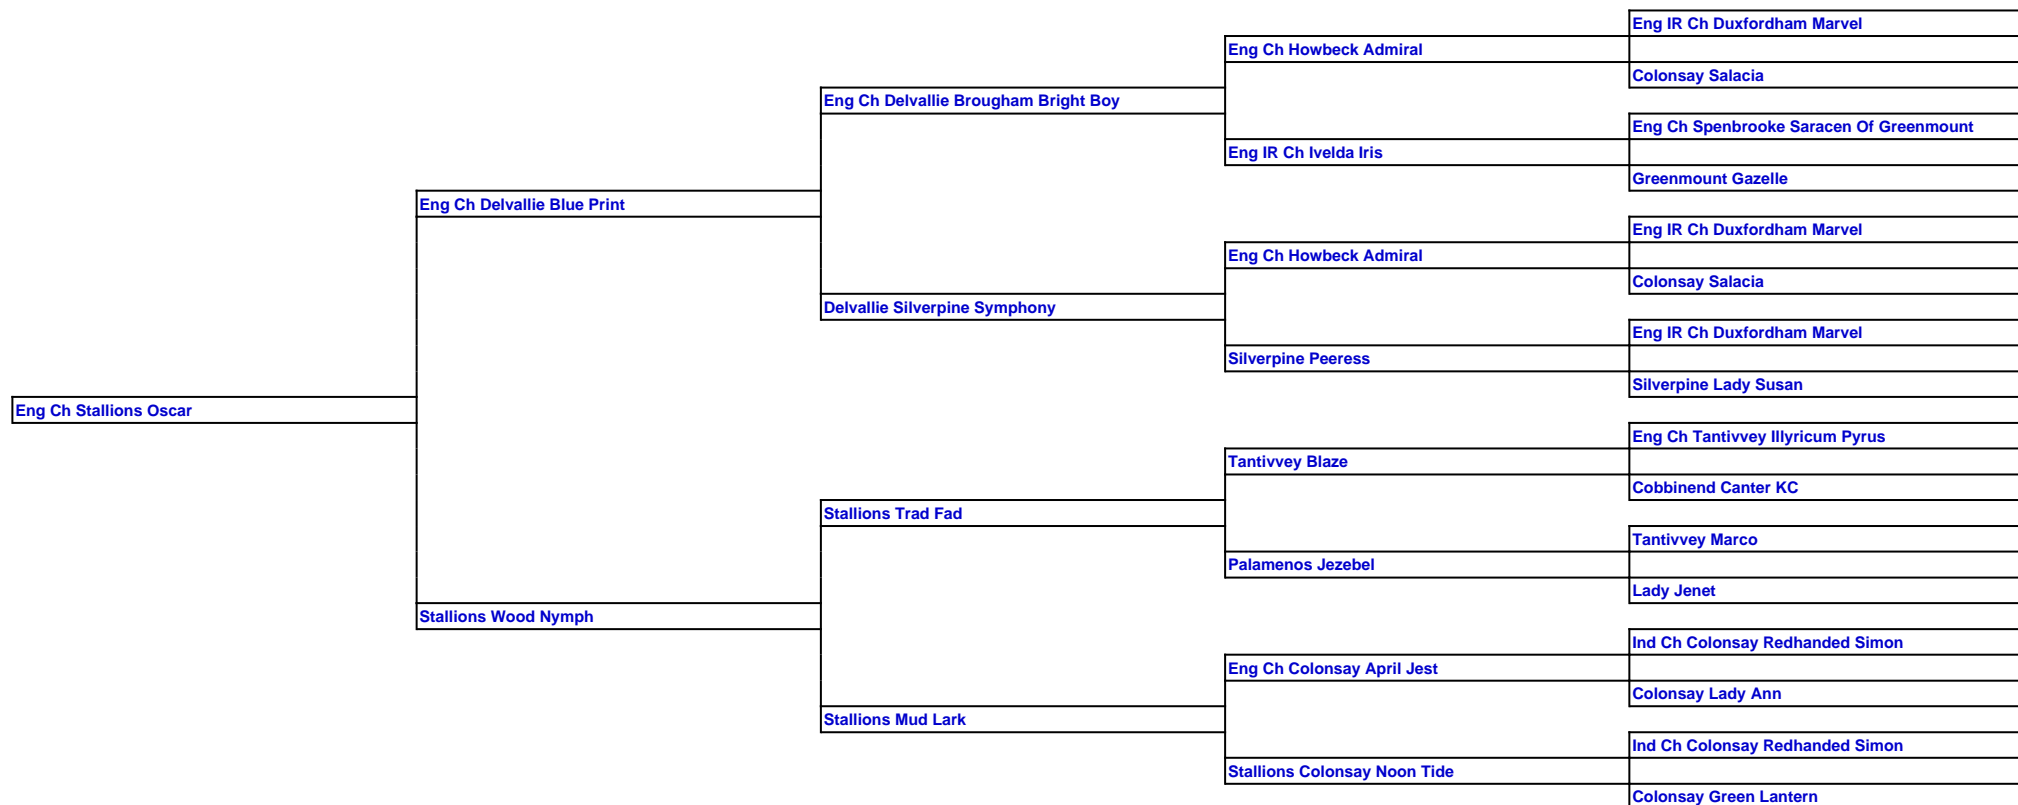 Eng IR Ch Duxfordham Marvel
Eng Ch Howbeck Admiral
Colonsay Salacia
Eng Ch Delvallie Brougham Bright Boy
Eng Ch Spenbrooke Saracen Of Greenmount
Eng IR Ch Ivelda Iris
Greenmount Gazelle
Eng Ch Delvallie Blue Print
Eng IR Ch Duxfordham Marvel
Eng Ch Howbeck Admiral
Colonsay Salacia
Delvallie Silverpine Symphony
Eng IR Ch Duxfordham Marvel
Silverpine Peeress
Silverpine Lady Susan
Eng Ch Stallions Oscar
Eng Ch Tantivvey Illyricum Pyrus
Tantivvey Blaze
Cobbinend Canter KC
Stallions Trad Fad
Tantivvey Marco
Palamenos Jezebel
Lady Jenet
Stallions Wood Nymph
Ind Ch Colonsay Redhanded Simon
Eng Ch Colonsay April Jest
Colonsay Lady Ann
Stallions Mud Lark
Ind Ch Colonsay Redhanded Simon
Stallions Colonsay Noon Tide
Colonsay Green Lantern